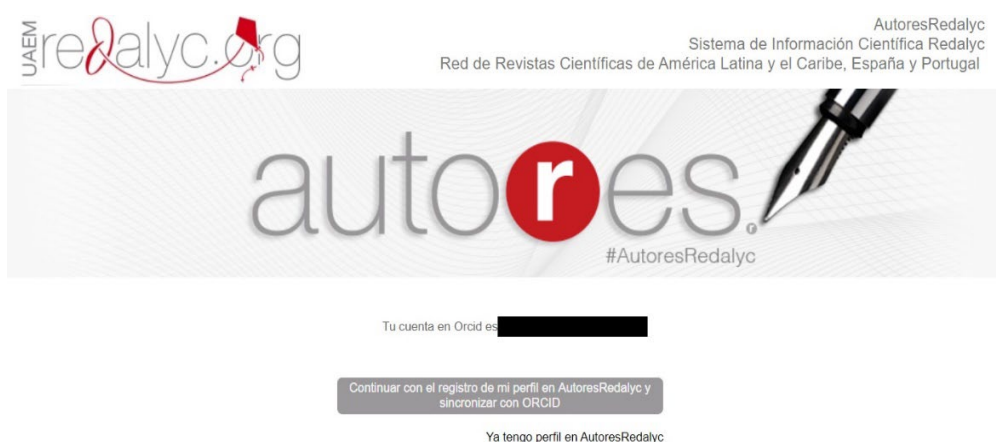 UAEM
redalyc.org
AutoresRedalyc
Sistema de Información Científica Redalyc
Red de Revistas Científicas de América Latina y el Caribe, España y Portugal
autores.
r
#AutoresRedalyc
Tu cuenta en Orcid es
Continuar con el registro de mi perfil en AutoresRedalyc y
sincronizar con ORCID
Ya tengo perfil en AutoresRedalyc